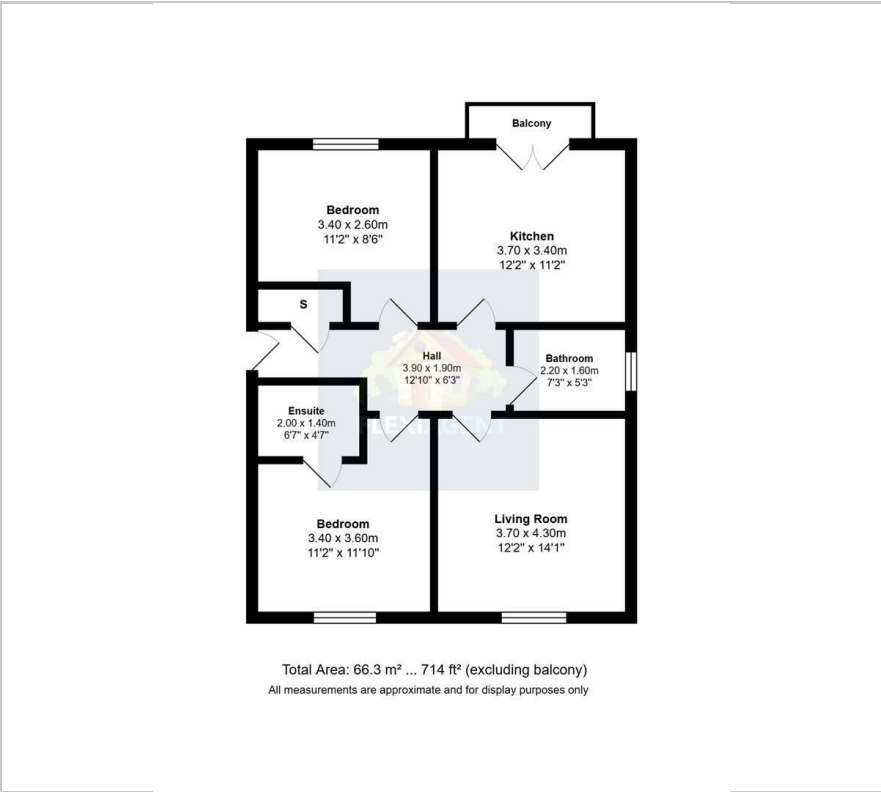 Balcony
Bedroom
3.40 x 2.60m
11'2" x 8'6"
Kitchen
3.70 x 3.40m
12'2" x 11'2"
S
Hall
3.90 x 1.90m
12'10" x 6'3"
Bathroom
2.20 x 1.60m
7'3" x 5'3"
Ensuite
2.00 x 1.40m
6'7" x 4'7"
FLEXIAGENT
Bedroom
3.40 x 3.60m
11'2" x 11'10"
Living Room
3.70 x 4.30m
12'2" x 14'1"
Total Area: 66.3 m² ... 714 ft² (excluding balcony)
All measurements are approximate and for display purposes only